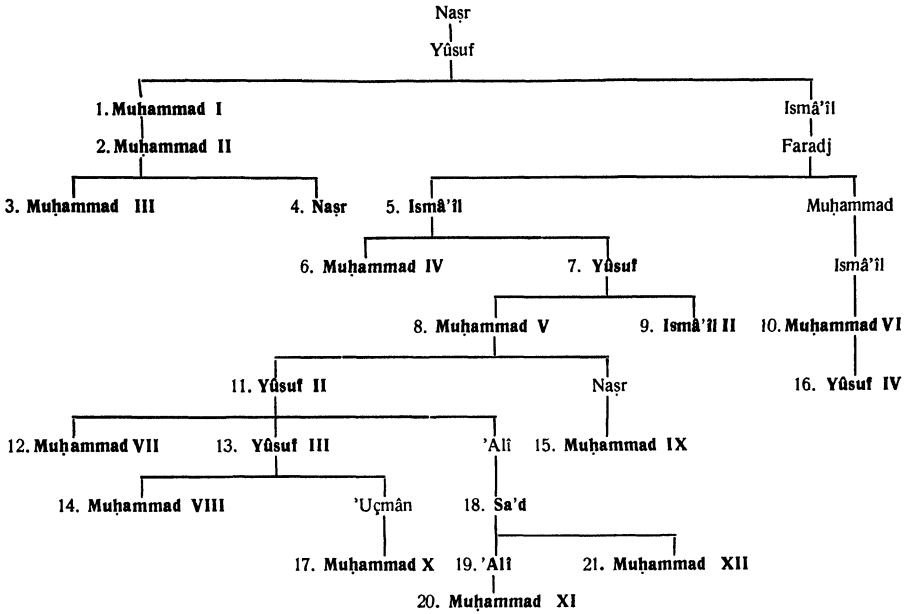 Naṣr
Yûsuf
1. Muḥammad I Ismâ'îl
2. Muḥammad II Faradj
3. Muḥammad III 4. Naṣr 5. Ismâ'îl Muḥammad
6. Muḥammad IV 7. Yûsuf Ismâ'îl
8. Muḥammad V 9. Ismâ'îl II 10. Muḥammad VI
11. Yûsuf II Naṣr 16. Yûsuf IV
12. Muḥammad VII 13. Yûsuf III 'Alî 15. Muḥammad IX
14. Muḥammad VIII 'Uçmân 18. Sa'd
17. Muḥammad X 19. 'Alî 21. Muḥammad XII
20. Muḥammad XI